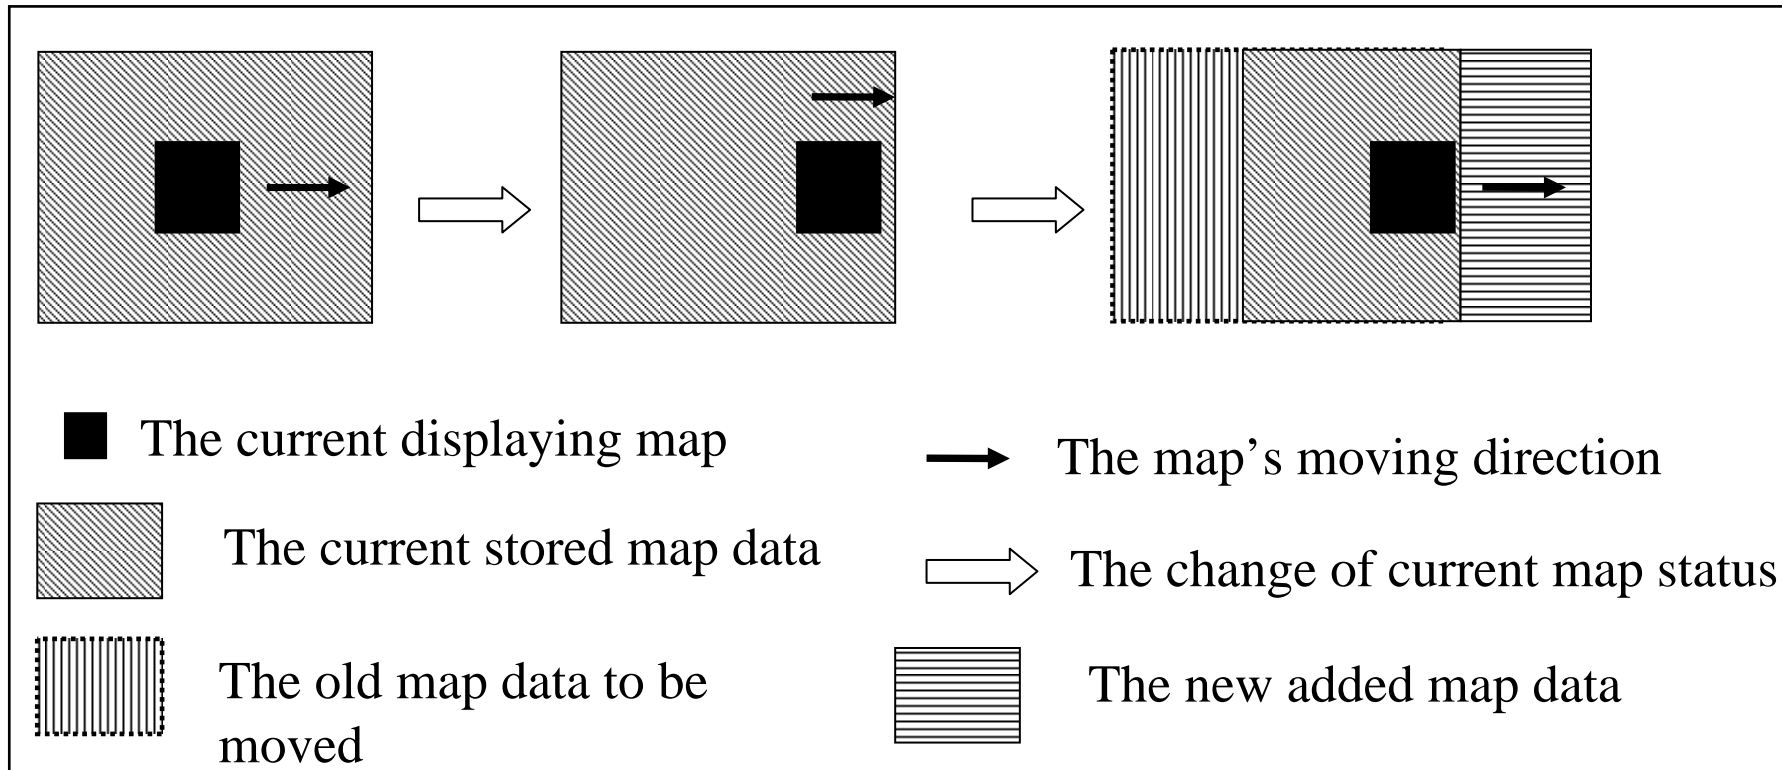 The current displaying map
The map’s moving direction
The current stored map data
The change of current map status
The old map data to be
moved
The new added map data